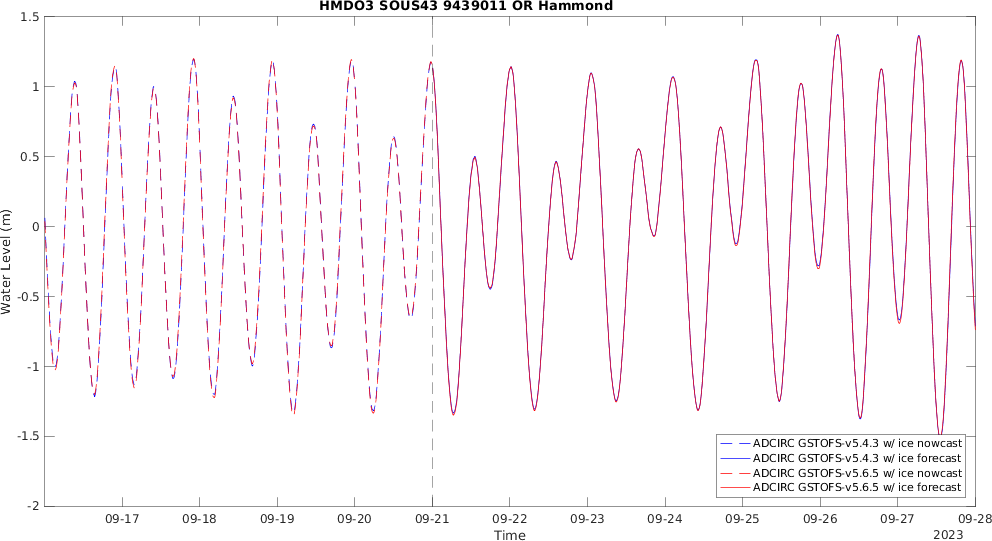 HMDO3 SOUS43 9439011 OR Hammond
1.5
1
0.5
0
-0.5
-1
-1.5
-2
Water Level (m)
ADCIRC GSTOFS-v5.4.3 w/ ice nowcast
ADCIRC GSTOFS-v5.4.3 w/ ice forecast
ADCIRC GSTOFS-v5.6.5 w/ ice nowcast
ADCIRC GSTOFS-v5.6.5 w/ ice forecast
09-17 09-18 09-19 09-20 09-21 09-22 09-23 09-24 09-25 09-26 09-27 09-28
Time
2023